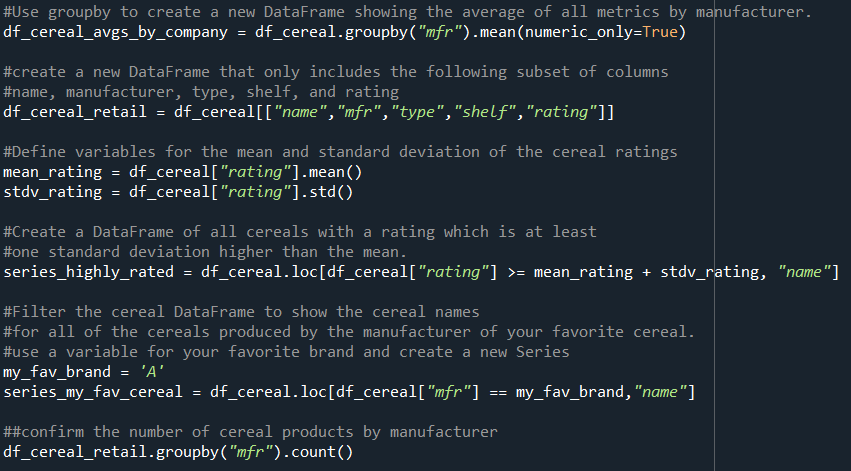 #Use groupby to create a new DataFrame showing the average of all metrics by manufacturer.
df_cereal_avgs_by_company = df_cereal.groupby("mfr").mean(numeric_only=True)
#create a new DataFrame that only includes the following subset of columns
#name, manufacturer, type, shelf, and rating
df_cereal_retail = df_cereal[["name","mfr","type","shelf","rating"]]
#Define variables for the mean and standard deviation of the cereal ratings
mean_rating = df_cereal["rating"].mean()
stdv_rating = df_cereal["rating"].std()
#Create a DataFrame of all cereals with a rating which is at least
#one standard deviation higher than the mean.
series_highly_rated = df_cereal.loc[df_cereal["rating"] >= mean_rating + stdv_rating, "name"]
#Filter the cereal DataFrame to show the cereal names
#for all of the cereals produced by the manufacturer of your favorite cereal.
#use a variable for your favorite brand and create a new Series
my_fav_brand = 'A'
series_my_fav_cereal = df_cereal.loc[df_cereal["mfr"] == my_fav_brand,"name"]
##confirm the number of cereal products by manufacturer
df_cereal_retail.groupby("mfr").count()